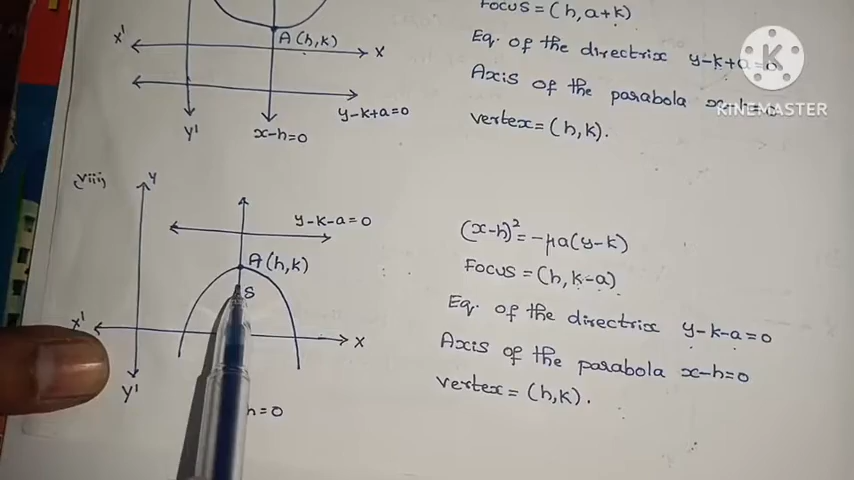 Focus = (h, a+k)
A (h,k)
x'
x
Eq. of the directrix y-k+a=0
Axis of the parabola x-h=0
y-k+a=0
Y'
x-h=0
vertex = (h,k).
K
KINEMASTER
(viii)
Y
y-k-a=0
A (h,k)
S
x'
x
Y'
h=0
(x-h)²=-4a(y-k)
Focus = (h, k-a)
Eq. of the directrix y-k-a=0
Axis of the parabola x-h=0
vertex = (h,k).